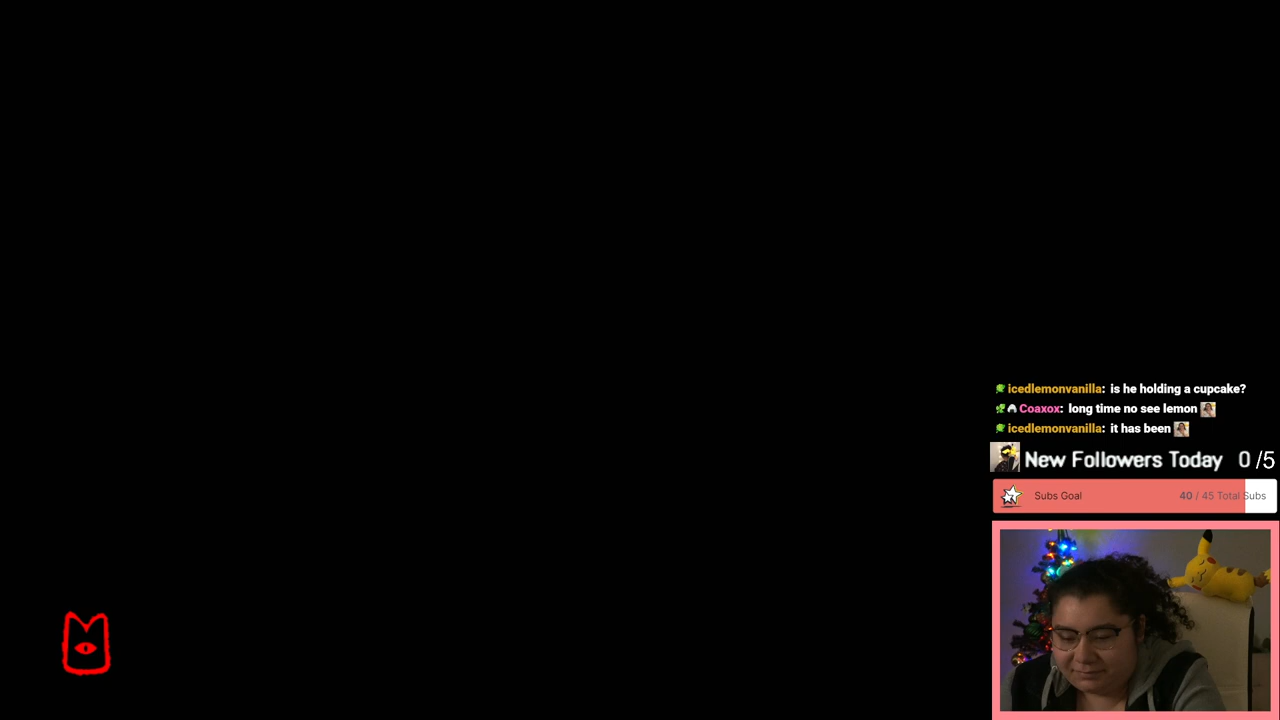 icedlemonvanilla: is he holding a cupcake?
Coaxox: long time no see lemon
icedlemonvanilla: it has been
New Followers Today 0 /5
Subs Goal 40 / 45 Total Subs